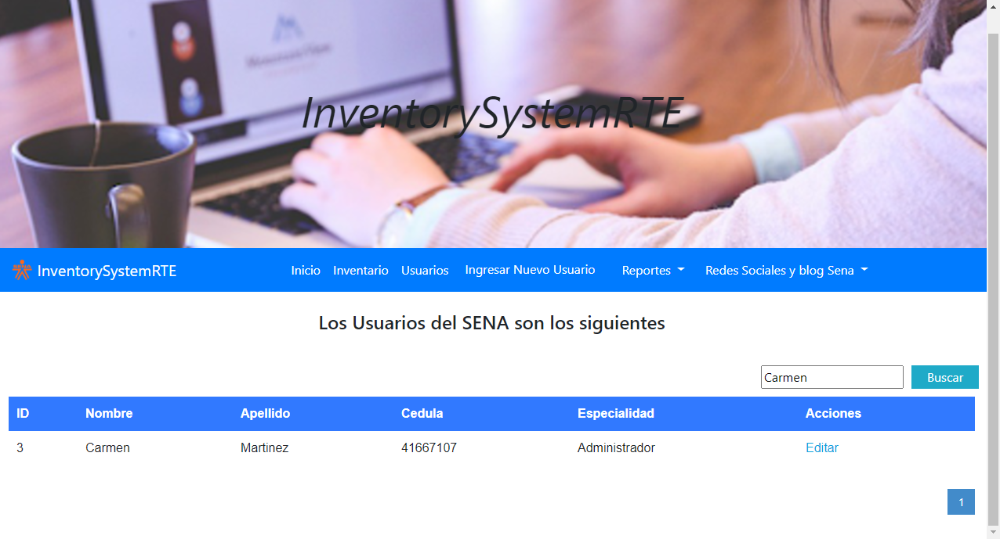 InventorySystemRTE
InventorySystemRTE Inicio Inventario Usuarios Ingresar Nuevo Usuario Reportes Redes Sociales y blog Sena
Los Usuarios del SENA son los siguientes
Carmen Buscar
ID Nombre Apellido Cedula Especialidad Acciones
3 Carmen Martinez 41667107 Administrador Editar
1